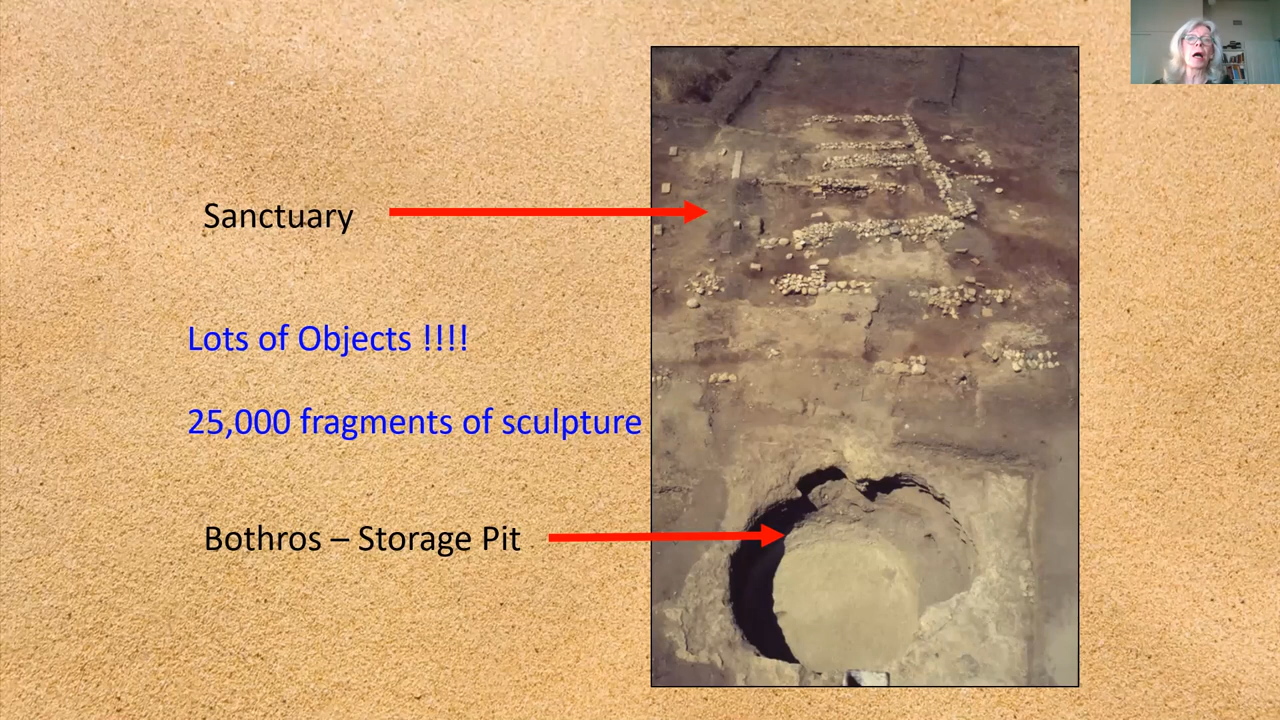 Sanctuary
Lots of Objects !!!!
25,000 fragments of sculpture
Bothros – Storage Pit